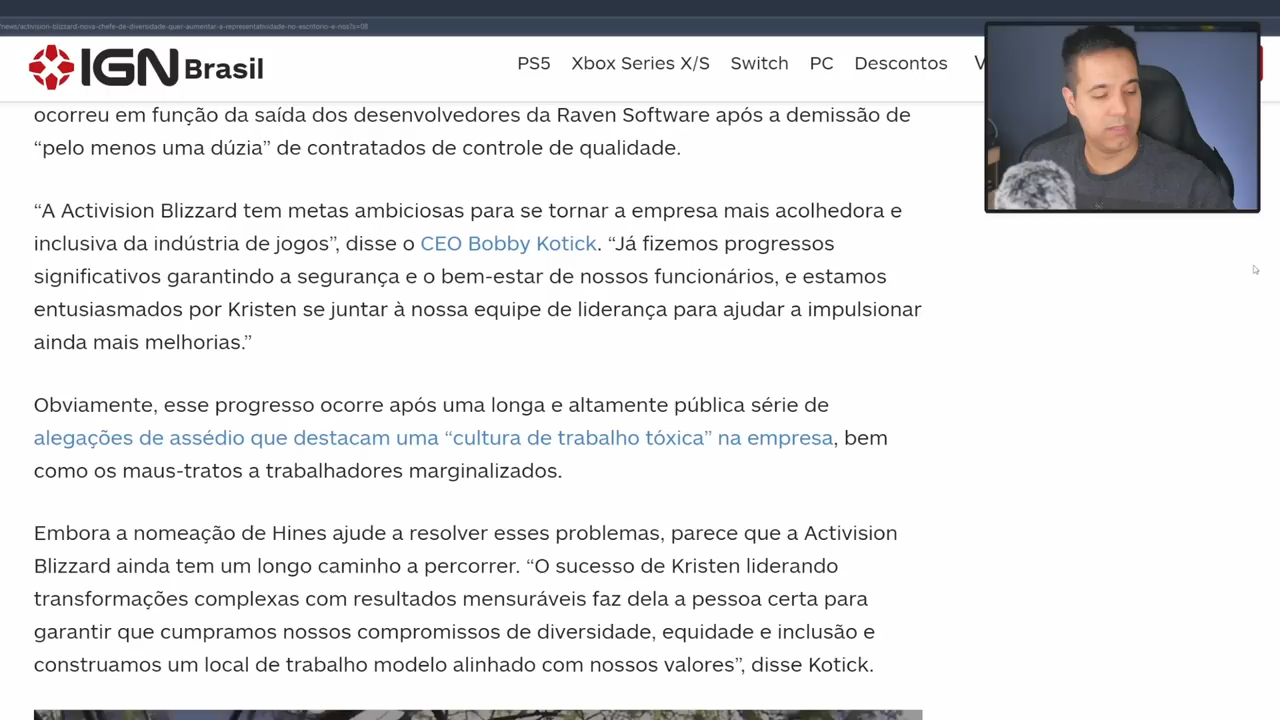 /news/activision-blizzard-nova-chefe-de-diversidade-quer-aumentar-a-representatividade-no-escritorio-e-nos?s=08
IGN Brasil
PS5 Xbox Series X/S Switch PC Descontos V
ocorreu em função da saída dos desenvolvedores da Raven Software após a demissão de
“pelo menos uma dúzia” de contratados de controle de qualidade.
“A Activision Blizzard tem metas ambiciosas para se tornar a empresa mais acolhedora e
inclusiva da indústria de jogos”, disse o CEO Bobby Kotick. “Já fizemos progressos
significativos garantindo a segurança e o bem-estar de nossos funcionários, e estamos
entusiasmados por Kristen se juntar à nossa equipe de liderança para ajudar a impulsionar
ainda mais melhorias.”
Obviamente, esse progresso ocorre após uma longa e altamente pública série de
alegações de assédio que destacam uma “cultura de trabalho tóxica” na empresa, bem
como os maus-tratos a trabalhadores marginalizados.
Embora a nomeação de Hines ajude a resolver esses problemas, parece que a Activision
Blizzard ainda tem um longo caminho a percorrer. “O sucesso de Kristen liderando
transformações complexas com resultados mensuráveis faz dela a pessoa certa para
garantir que cumpramos nossos compromissos de diversidade, equidade e inclusão e
construamos um local de trabalho modelo alinhado com nossos valores”, disse Kotick.